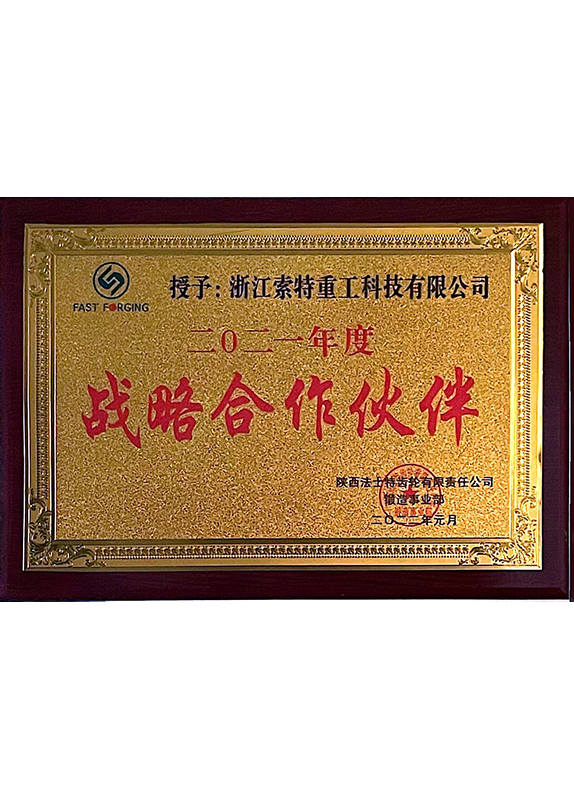 FAST FORGING
授予：浙江索特重工科技有限公司
二〇二一年度
战略合作伙伴
陕西法士特齿轮有限责任公司
锻造事业部
二〇二二年元月